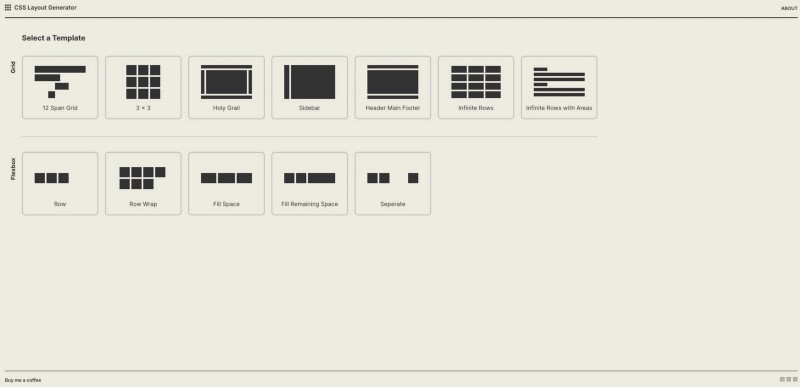 CSS Layout Generator
ABOUT
Select a Template
Grid
12 Span Grid
3 × 3
Holy Grail
Sidebar
Header Main Footer
Infinite Rows
Infinite Rows with Areas
Flexbox
Row
Row Wrap
Fill Space
Fill Remaining Space
Seperate
Buy me a coffee